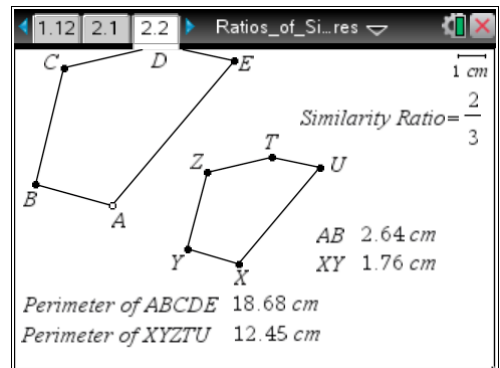 1.12 2.1 2.2 Ratios_of_Si...res
C D E
1 cm
Similarity Ratio=2/3
T
Z U
B A
AB 2.64 cm
Y X XY 1.76 cm
Perimeter of ABCDE 18.68 cm
Perimeter of XYZTU 12.45 cm